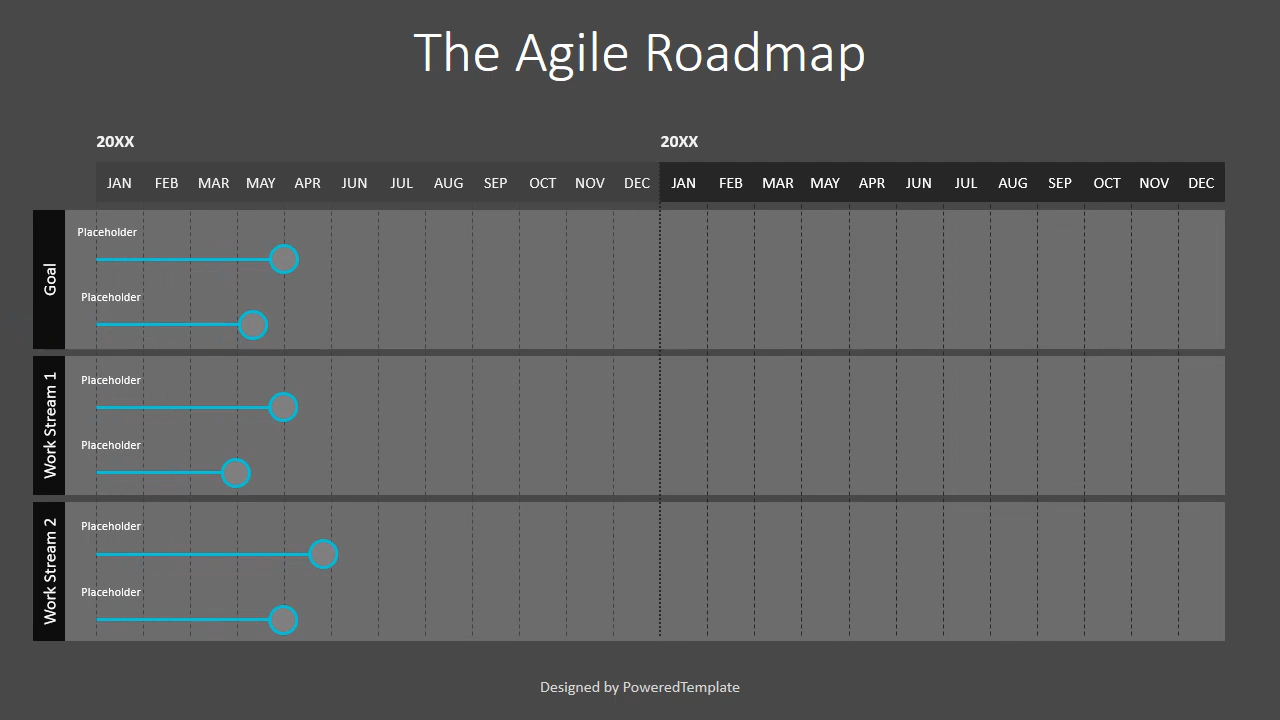 The Agile Roadmap
20XX 20XX
JAN FEB MAR MAY APR JUN JUL AUG SEP OCT NOV DEC JAN FEB MAR MAY APR JUN JUL AUG SEP OCT NOV DEC
Goal
Placeholder
Placeholder
Work Stream 1
Placeholder
Placeholder
Work Stream 2
Placeholder
Placeholder
Designed by PoweredTemplate